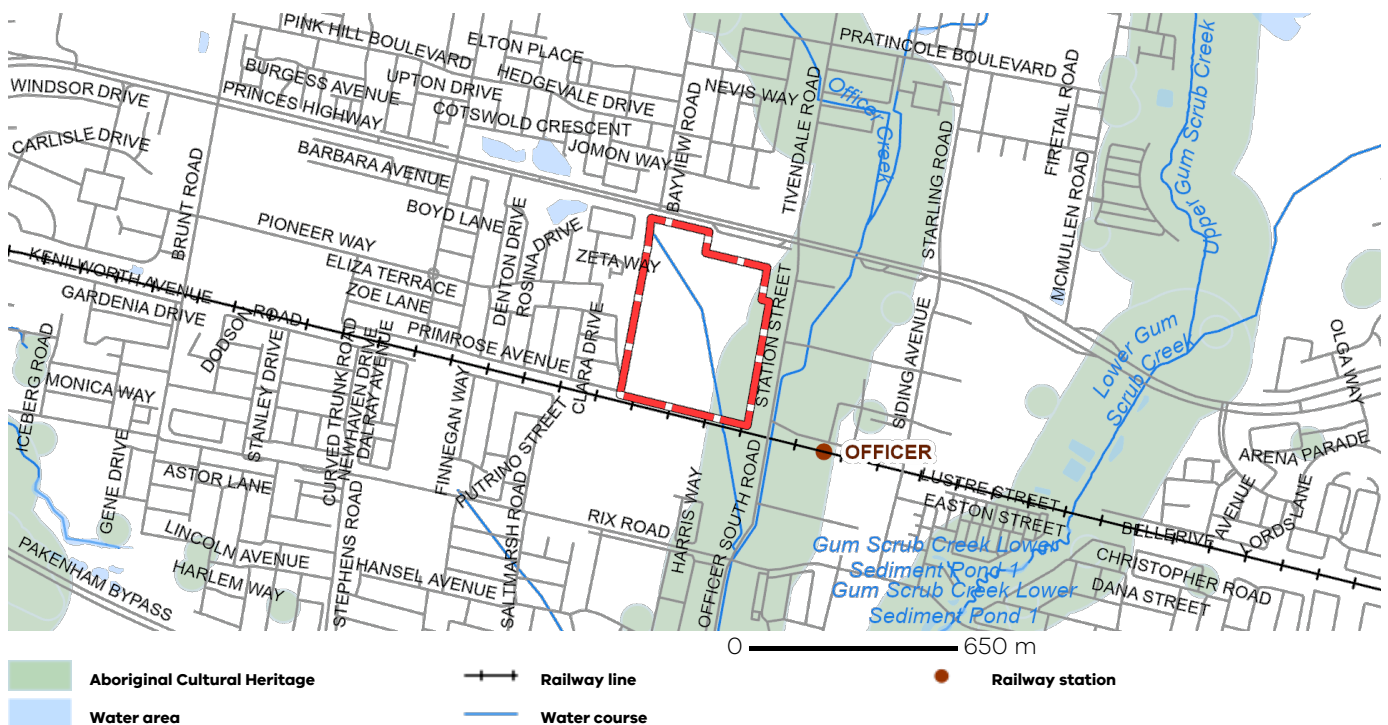 PINK HILL BOULEVARD
ELTON PLACE
PRATINCOLE BOULEVARD
Upper Gum Scrub Creek
BURGESS AVENUE
UPTON DRIVE
HEDGEVALE DRIVE
NEVIS WAY
WINDSOR DRIVE
PRINCES HIGHWAY
COTSWOLD CRESCENT
BAYVIEW ROAD
TIVENDALE ROAD
Officer Creek
FIRETAIL ROAD
CARLISLE DRIVE
BARBARA AVENUE
JOMON WAY
STARLING ROAD
BRUNT ROAD
BOYD LANE
MCMULLEN ROAD
PIONEER WAY
DENTON DRIVE
ROSINA DRIVE
ZETA WAY
KENILWORTH AVENUE
ELIZA TERRACE
GARDENIA DRIVE
ZOE LANE
STATION STREET
DODSON
ROAD
PRIMROSE AVENUE
CLARA DRIVE
SIDING AVENUE
Lower Gum
Scrub Creek
OLGA WAY
ICEBERG ROAD
MONICA WAY
STANLEY DRIVE
CURVED TRUNK ROAD
NEWHAVEN DRIVE
DALRAY AVENUE
FINNEGAN WAY
PUTRINO STREET
OFFICER
ARENA PARADE
GENE DRIVE
ASTOR LANE
LUSTRE STREET
EASTON STREET
BELLERIVE
AVENUE
LORDS LANE
STEPHENS ROAD
SALTMARSH ROAD
RIX ROAD
HARRIS WAY
OFFICER SOUTH ROAD
PAKENHAM BYPASS
LINCOLN AVENUE
HARLEM WAY
HANSEL AVENUE
Gum Scrub Creek Lower
Sediment Pond 1
Gum Scrub Creek Lower
Sediment Pond 1
CHRISTOPHER ROAD
DANA STREET
0 650 m
Aboriginal Cultural Heritage
Railway line
Railway station
Water area
Water course